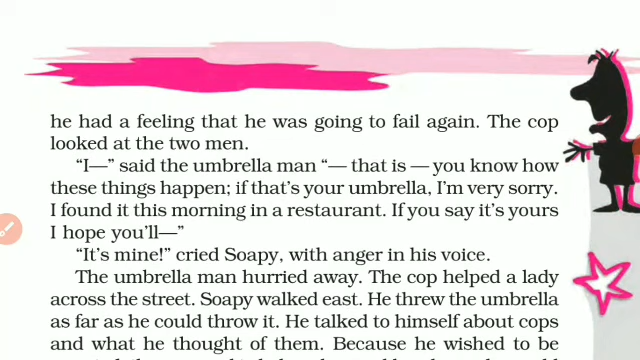 he had a feeling that he was going to fail again. The cop
looked at the two men.
“I—” said the umbrella man “— that is — you know how
these things happen; if that’s your umbrella, I’m very sorry.
I found it this morning in a restaurant. If you say it’s yours
I hope you’ll—”
“It’s mine!” cried Soapy, with anger in his voice.
The umbrella man hurried away. The cop helped a lady
across the street. Soapy walked east. He threw the umbrella
as far as he could throw it. He talked to himself about cops
and what he thought of them. Because he wished to be